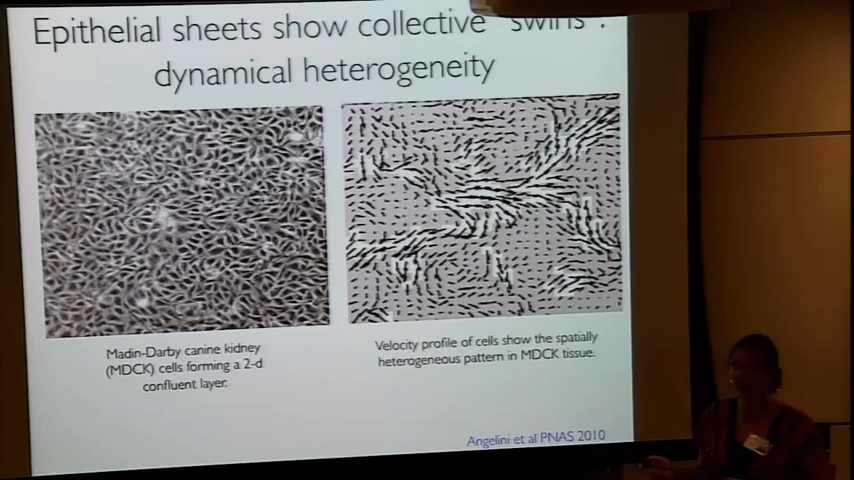 Epithelial sheets show collective "swirls":
dynamical heterogeneity
Madin-Darby canine kidney
(MDCK) cells forming a 2-d
confluent layer.
Velocity profile of cells show the spatially
heterogeneous pattern in MDCK tissue.
Angelini et al PNAS 2010